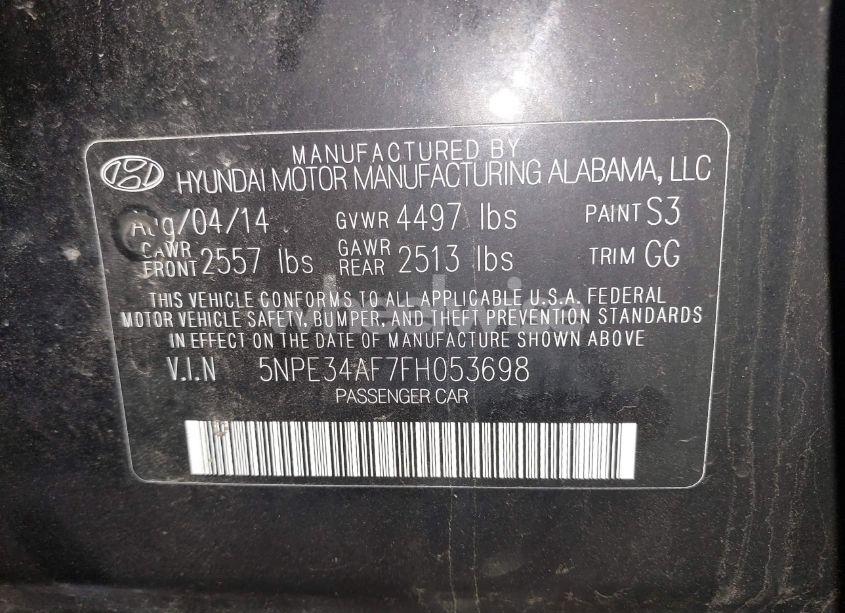 MANUFACTURED BY
HYUNDAI MOTOR MANUFACTURING ALABAMA, LLC
Aug/04/14 GVWR 4497 lbs PAINT S3
GAWR FRONT 2557 lbs GAWR REAR 2513 lbs TRIM GG
THIS VEHICLE CONFORMS TO ALL APPLICABLE U.S.A. FEDERAL
MOTOR VEHICLE SAFETY, BUMPER, AND THEFT PREVENTION STANDARDS
IN EFFECT ON THE DATE OF MANUFACTURE SHOWN ABOVE
V.I.N 5NPE34AF7FH053698
PASSENGER CAR